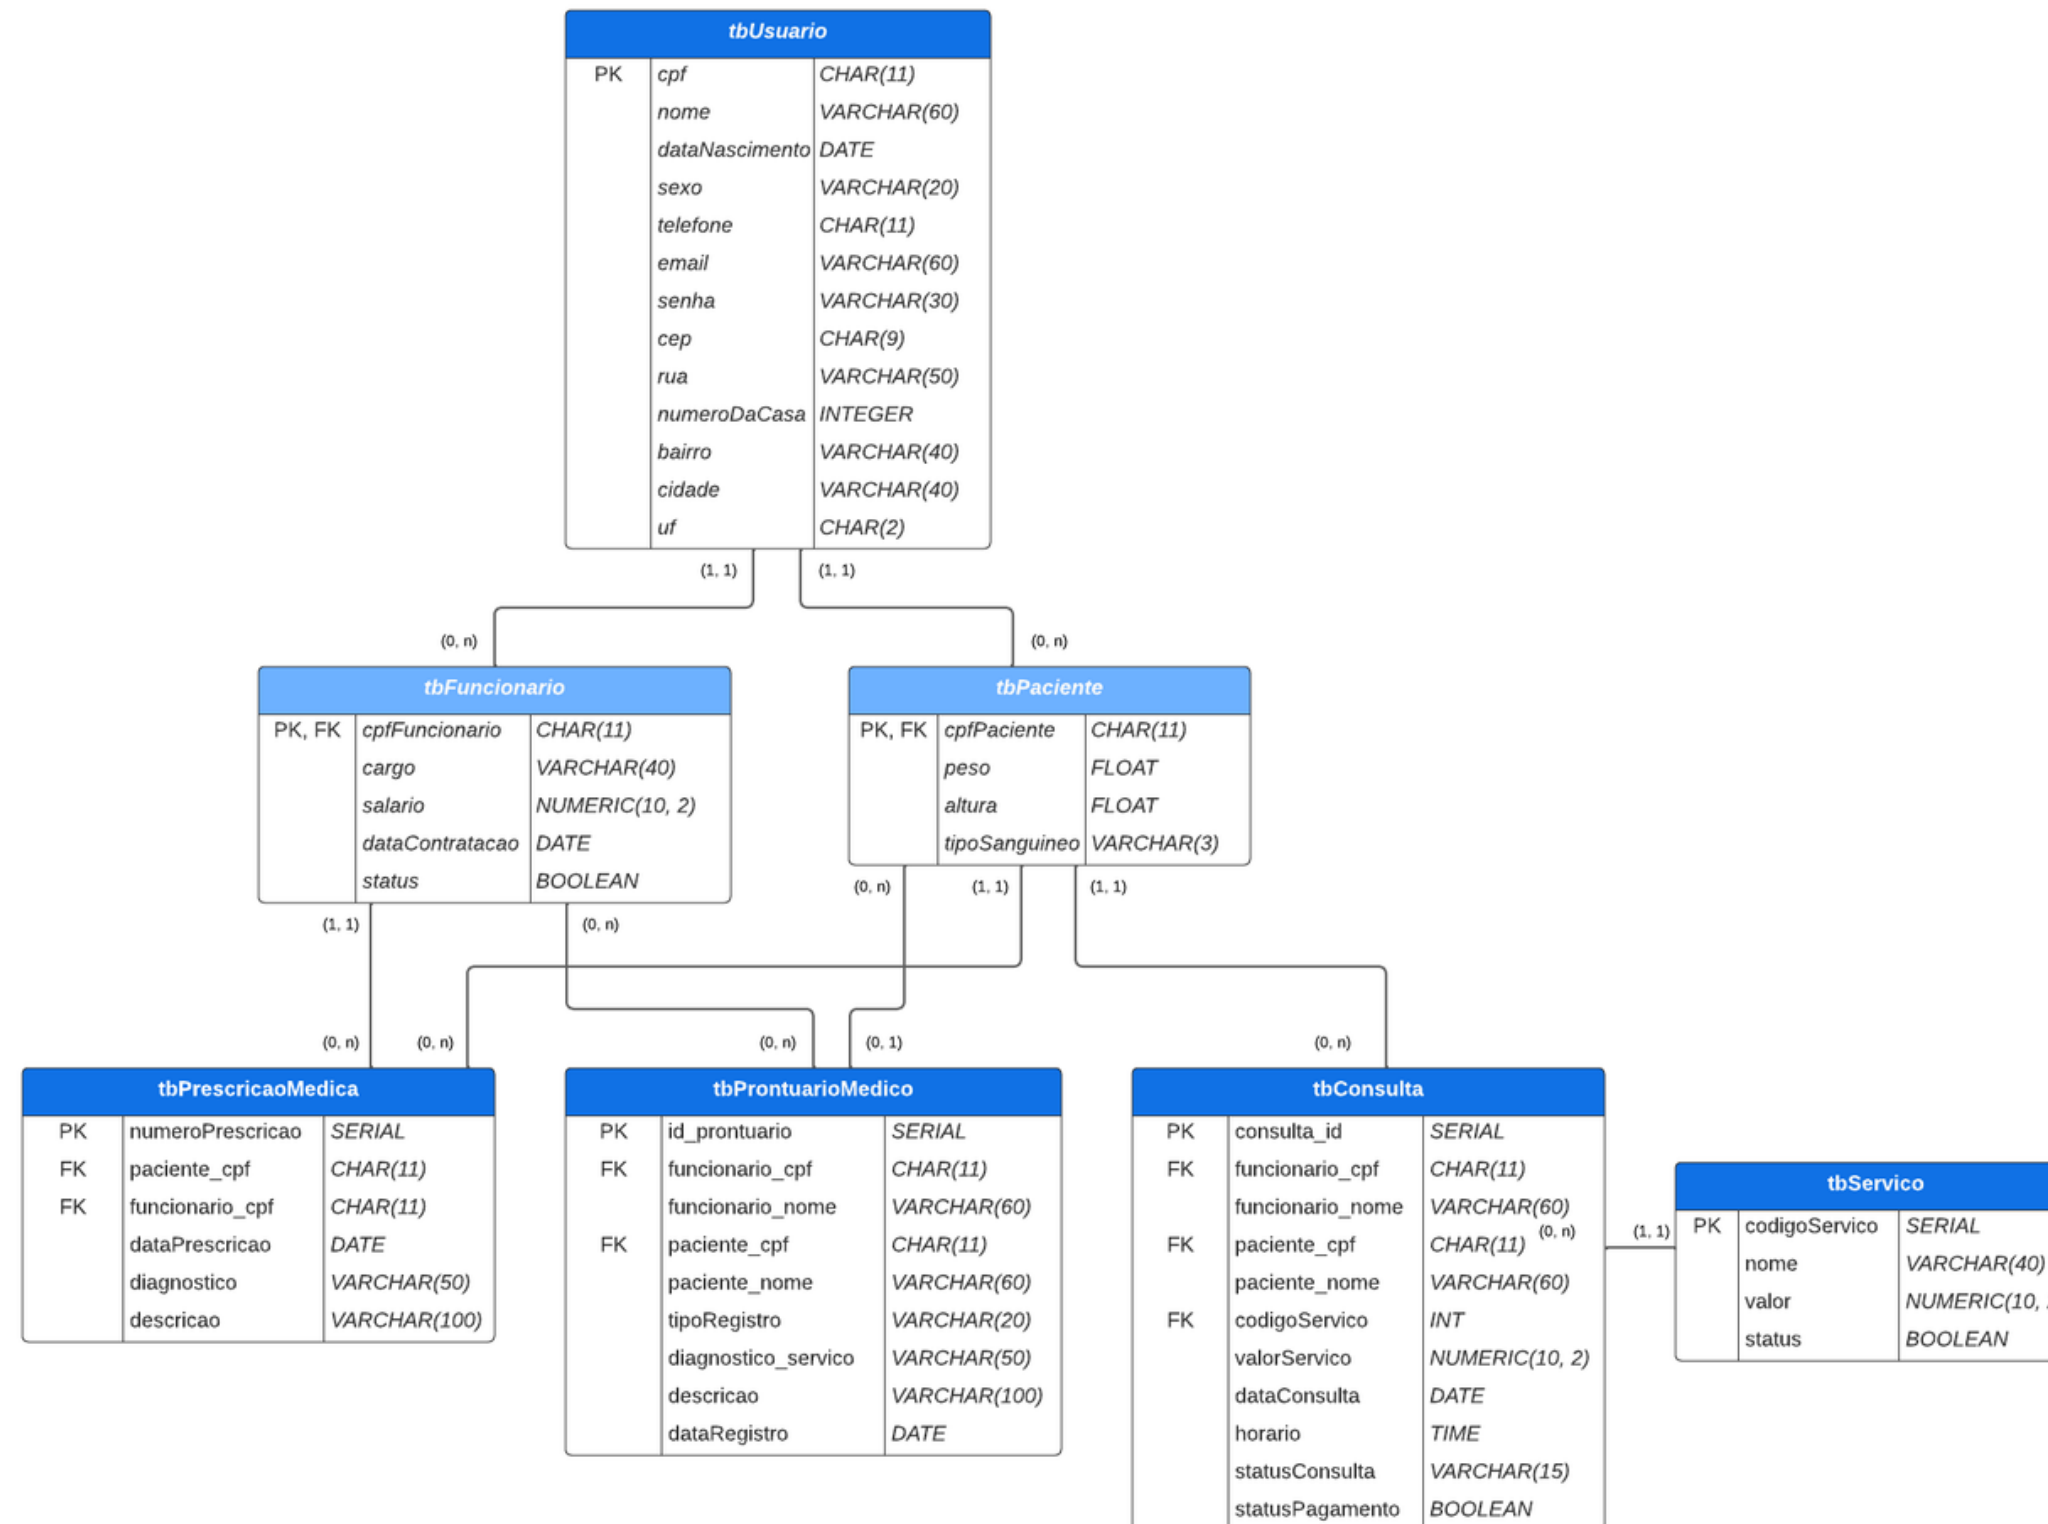 tbUsuario
PK cpf CHAR(11)
nome VARCHAR(60)
dataNascimento DATE
sexo VARCHAR(20)
telefone CHAR(11)
email VARCHAR(60)
senha VARCHAR(30)
cep CHAR(9)
rua VARCHAR(50)
numeroDaCasa INTEGER
bairro VARCHAR(40)
cidade VARCHAR(40)
uf CHAR(2)
(1, 1) (1, 1)
(0, n) (0, n)
tbFuncionario
PK, FK cpfFuncionario CHAR(11)
cargo VARCHAR(40)
salario NUMERIC(10, 2)
dataContratacao DATE
status BOOLEAN
(1, 1) (0, n)
tbPaciente
PK, FK cpfPaciente CHAR(11)
peso FLOAT
altura FLOAT
tipoSanguineo VARCHAR(3)
(0, n) (1, 1) (1, 1)
(0, n) (0, n) (0, n) (0, 1) (0, n)
tbPrescricaoMedica
PK numeroPrescricao SERIAL
FK paciente_cpf CHAR(11)
FK funcionario_cpf CHAR(11)
dataPrescricao DATE
diagnostico VARCHAR(50)
descricao VARCHAR(100)
tbProntuarioMedico
PK id_prontuario SERIAL
FK funcionario_cpf CHAR(11)
funcionario_nome VARCHAR(60)
FK paciente_cpf CHAR(11)
paciente_nome VARCHAR(60)
tipoRegistro VARCHAR(20)
diagnostico_servico VARCHAR(50)
descricao VARCHAR(100)
dataRegistro DATE
tbConsulta
PK consulta_id SERIAL
FK funcionario_cpf CHAR(11)
funcionario_nome VARCHAR(60)
FK paciente_cpf CHAR(11)
paciente_nome VARCHAR(60)
FK codigoServico INT
valorServico NUMERIC(10, 2)
dataConsulta DATE
horario TIME
statusConsulta VARCHAR(15)
statusPagamento BOOLEAN
(0, n) (1, 1)
tbServico
PK codigoServico SERIAL
nome VARCHAR(40)
valor NUMERIC(10,
status BOOLEAN